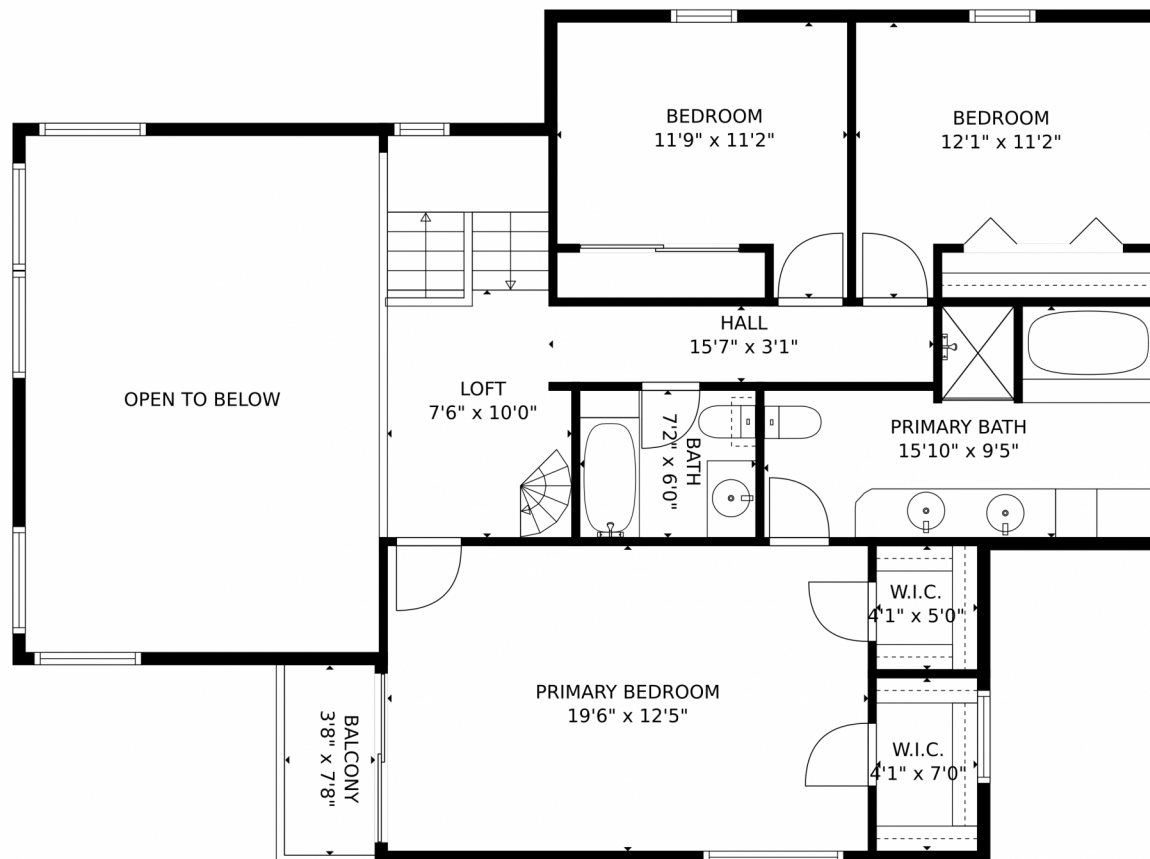 BEDROOM
11'9" x 11'2"
BEDROOM
12'1" x 11'2"
HALL
15'7" x 3'1"
OPEN TO BELOW
LOFT
7'6" x 10'0"
BATH
7'2" x 6'0"
PRIMARY BATH
15'10" x 9'5"
W.I.C.
4'1" x 5'0"
PRIMARY BEDROOM
19'6" x 12'5"
BALCONY
3'8" x 7'8"
W.I.C.
4'1" x 7'0"